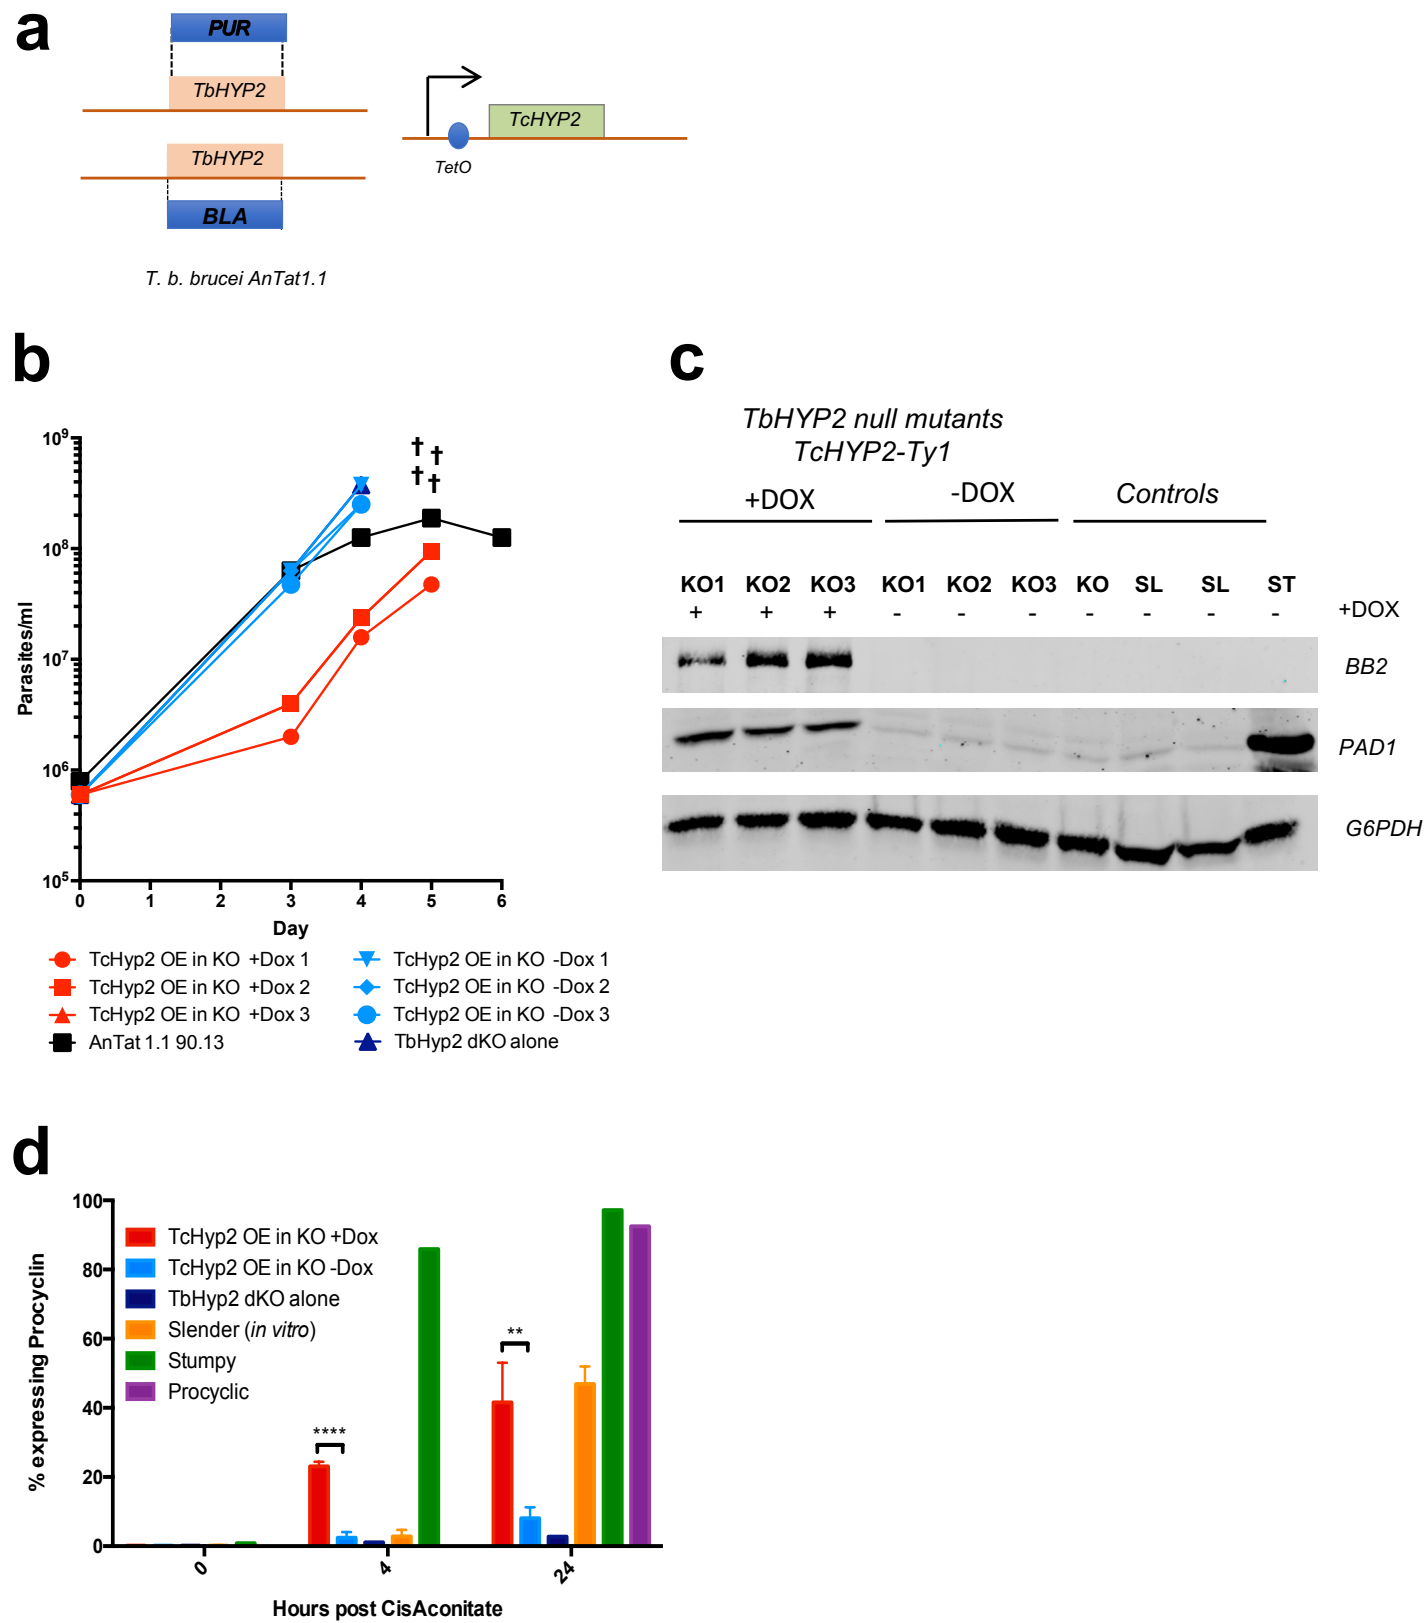 a
PUR
TbHYP2
TcHYP2
TetO
TbHYP2
BLA
T. b. brucei AnTat1.1
b
10⁹
10⁸
10⁷
10⁶
10⁵
Parasites/ml
† †
† †
0 1 2 3 4 5 6
Day
TcHyp2 OE in KO +Dox 1
TcHyp2 OE in KO +Dox 2
TcHyp2 OE in KO +Dox 3
AnTat 1.1 90.13
TcHyp2 OE in KO -Dox 1
TcHyp2 OE in KO -Dox 2
TcHyp2 OE in KO -Dox 3
TbHyp2 dKO alone
c
TbHYP2 null mutants
TcHYP2-Ty1
+DOX -DOX Controls
KO1 KO2 KO3 KO1 KO2 KO3 KO SL SL ST
+ + + - - - - - - - +DOX
BB2
PAD1
G6PDH
d
100
80
60
40
20
0
% expressing Procyclin
TcHyp2 OE in KO +Dox
TcHyp2 OE in KO -Dox
TbHyp2 dKO alone
Slender (in vitro)
Stumpy
Procyclic
****
**
0 4 24
Hours post CisAconitate